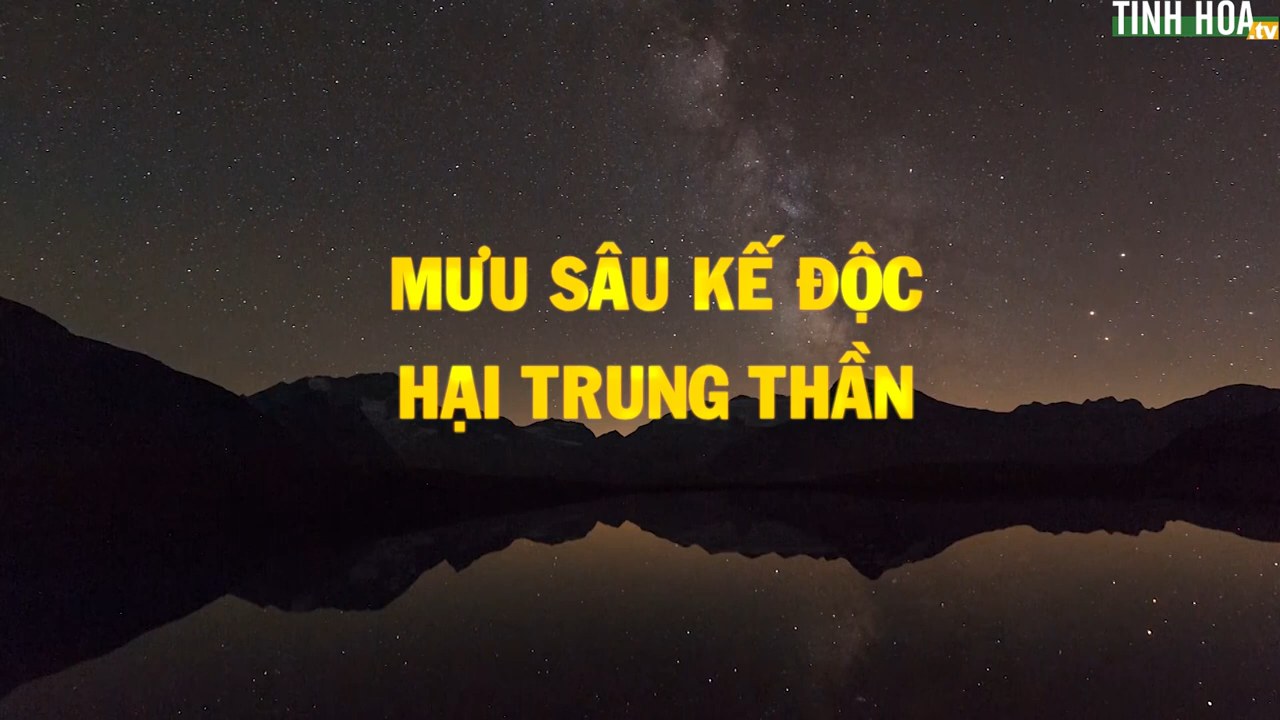 TINH HOA
.tv
MƯU SÂU KẾ ĐỘC
HẠI TRUNG THẦN